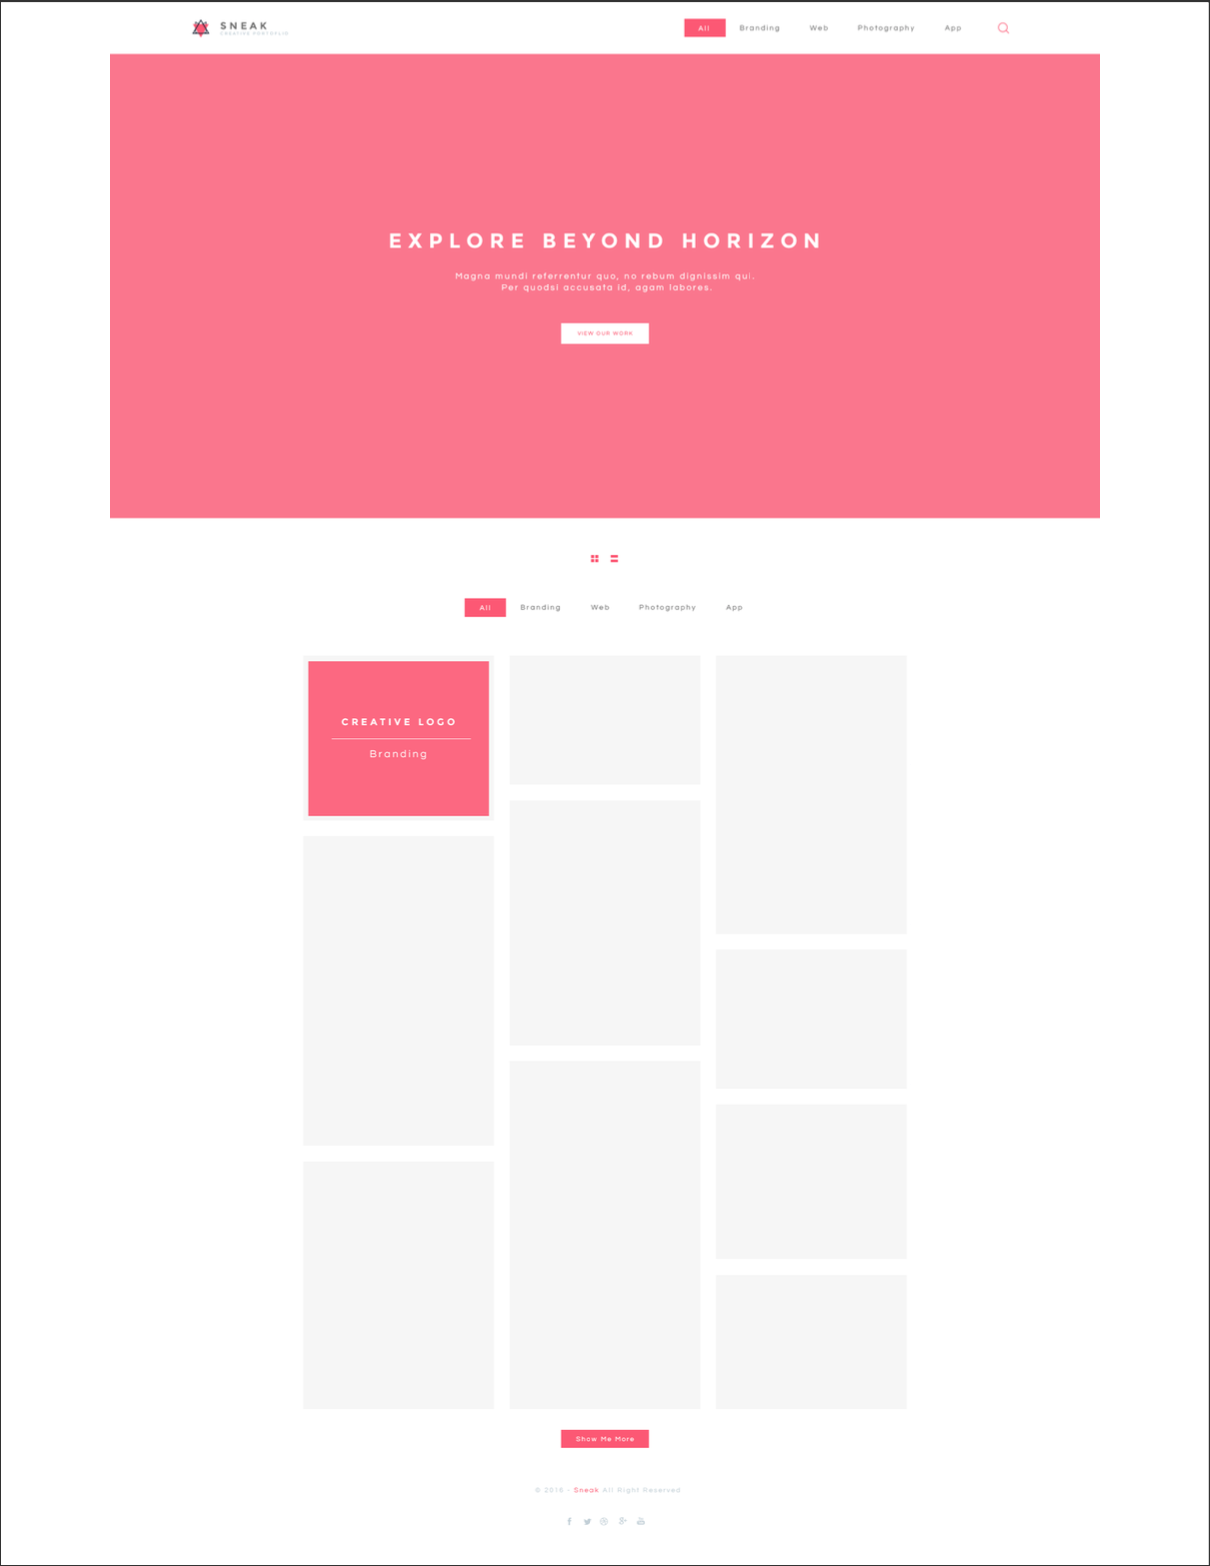 SNEAK
CREATIVE PORTFOLIO
All Branding Web Photography App
EXPLORE BEYOND HORIZON
Magna mundi referrentur quo, no rebum dignissim qui.
Per quodsi accusata id, agam labores.
VIEW OUR WORK
All Branding Web Photography App
CREATIVE LOGO
Branding
Show Me More
© 2016 - Sneak All Right Reserved